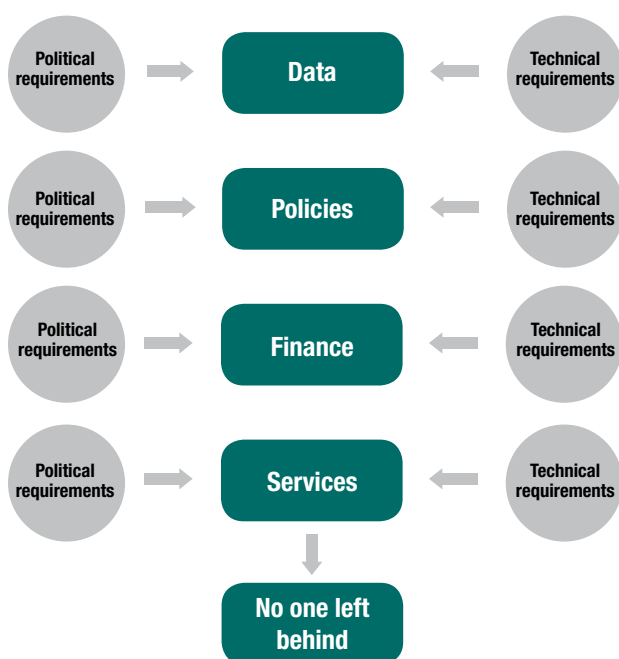 Political
requirements
Data
Technical
requirements
Political
requirements
Policies
Technical
requirements
Political
requirements
Finance
Technical
requirements
Political
requirements
Services
Technical
requirements
No one left
behind